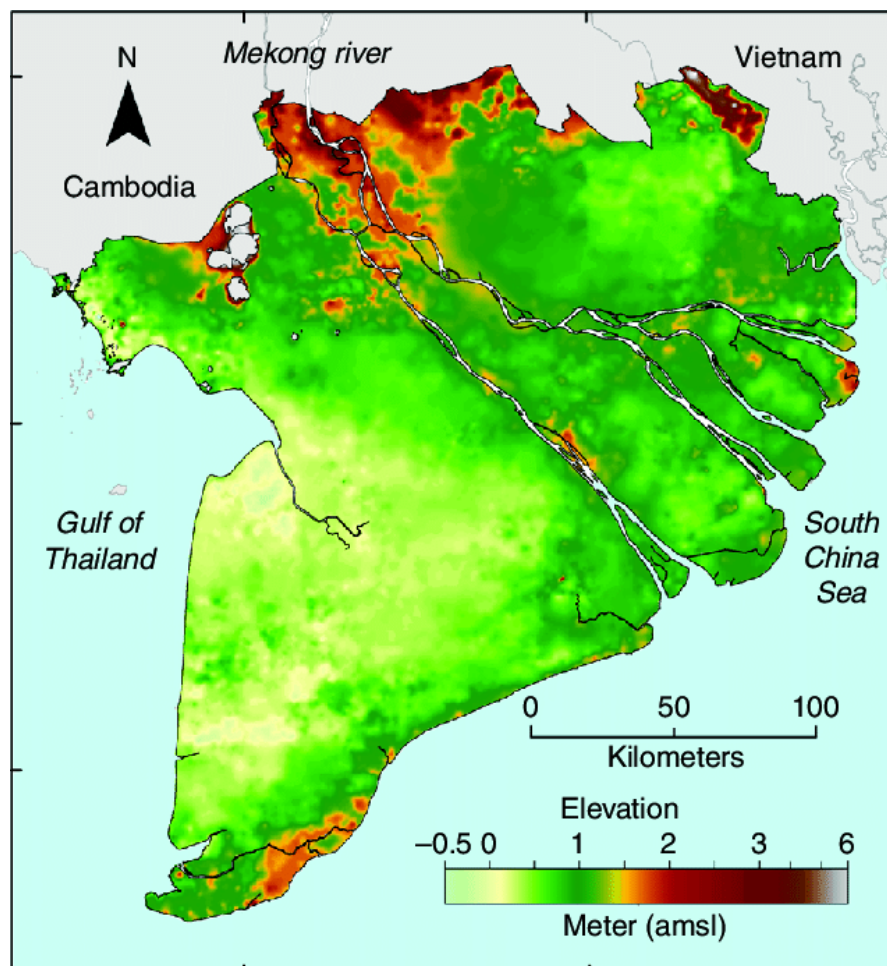 N
Mekong river
Vietnam
Cambodia
Gulf of
Thailand
South
China
Sea
0 50 100
Kilometers
Elevation
−0.5 0 1 2 3 6
Meter (amsl)